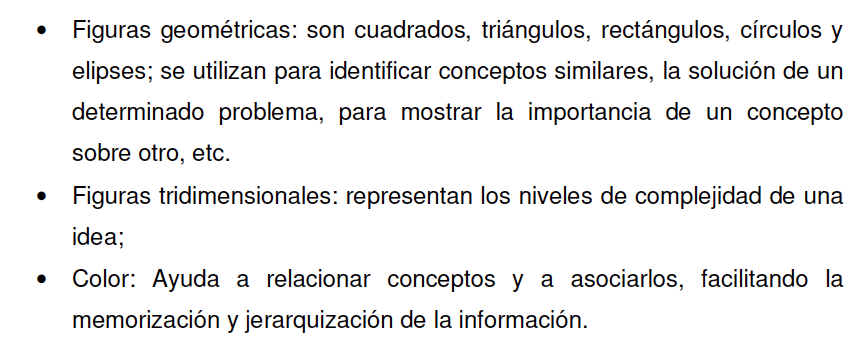 • Figuras geométricas: son cuadrados, triángulos, rectángulos, círculos y
elipses; se utilizan para identificar conceptos similares, la solución de un
determinado problema, para mostrar la importancia de un concepto
sobre otro, etc.
• Figuras tridimensionales: representan los niveles de complejidad de una
idea;
• Color: Ayuda a relacionar conceptos y a asociarlos, facilitando la
memorización y jerarquización de la información.